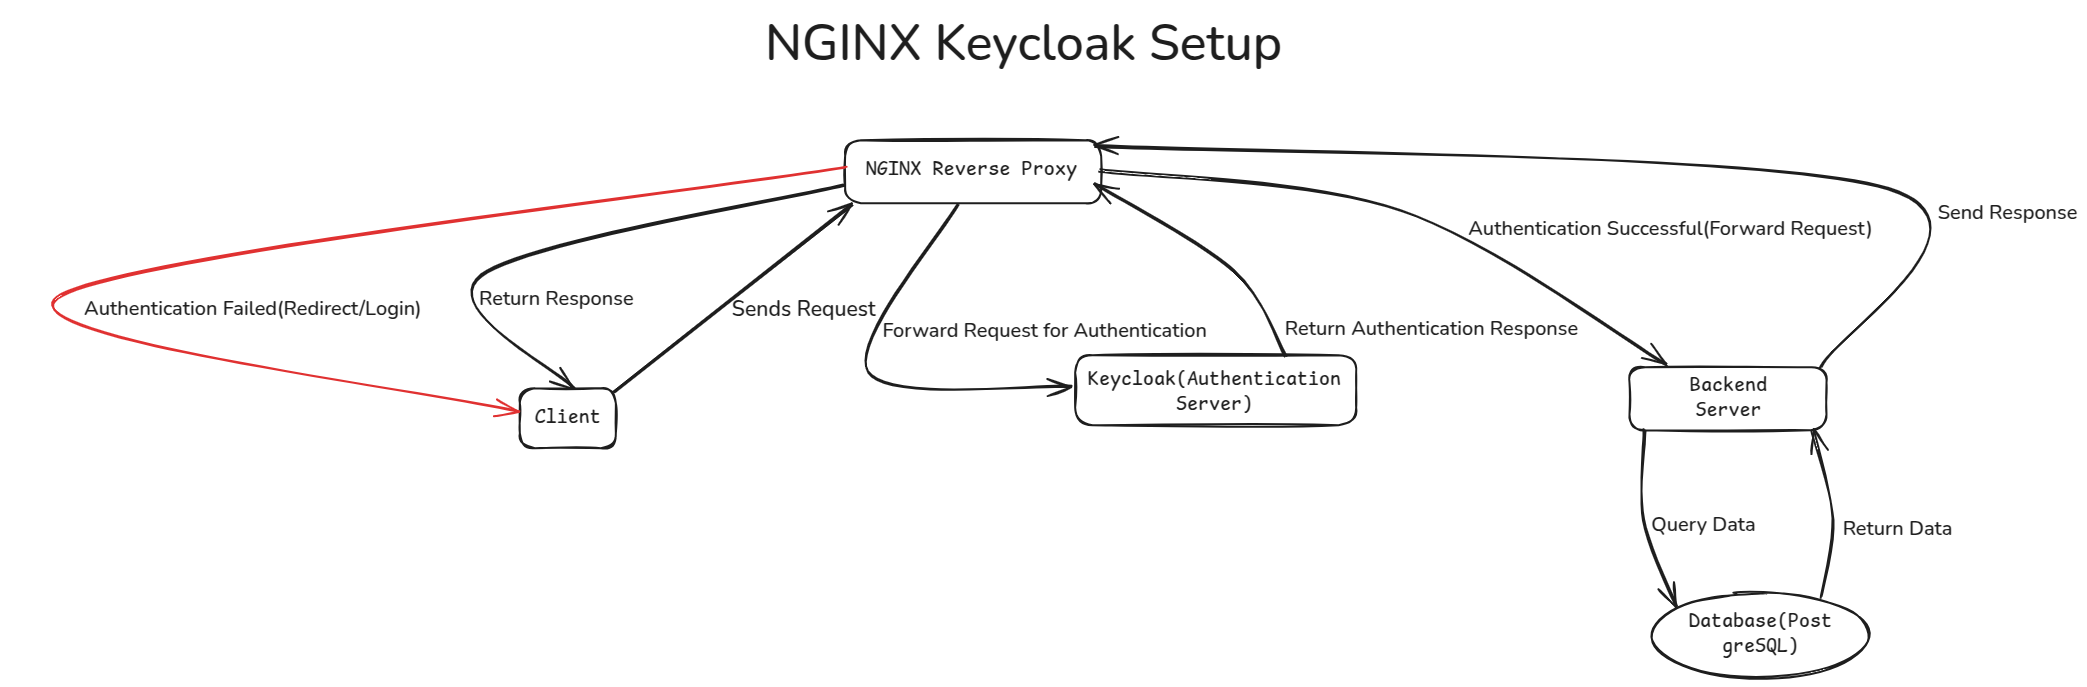 NGINX Keycloak Setup
NGINX Reverse Proxy
Send Response
Authentication Successful(Forward Request)
Return Response
Authentication Failed(Redirect/Login)
Sends Request
Forward Request for Authentication
Return Authentication Response
Keycloak(Authentication
Server)
Backend
Server
Client
Query Data
Return Data
Database(Post
greSQL)